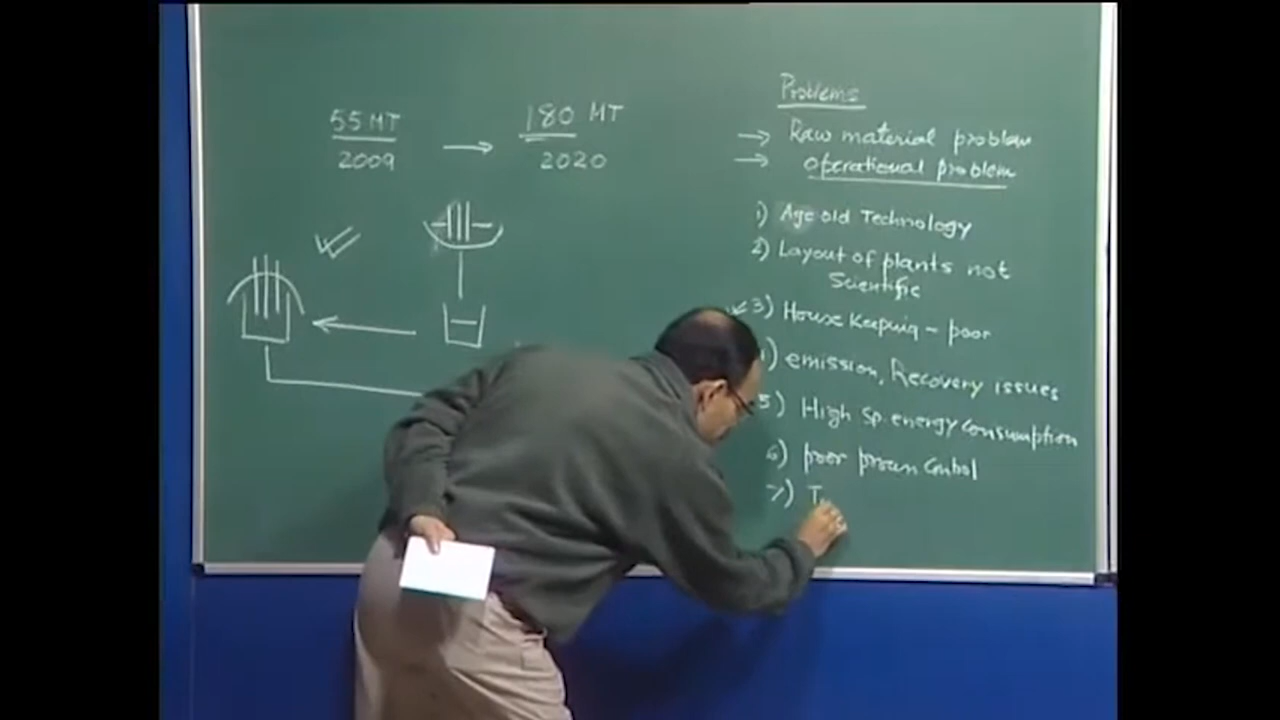 55 MT
2009
→
180 MT
2020
Problems
→ Raw material problem
→ Operational problem
1) Age old Technology
2) Layout of plants not
Scientific
3) House Keeping - poor
4) emission, Recovery issues
5) High Sp. energy Consumption
6) poor process Control
7)